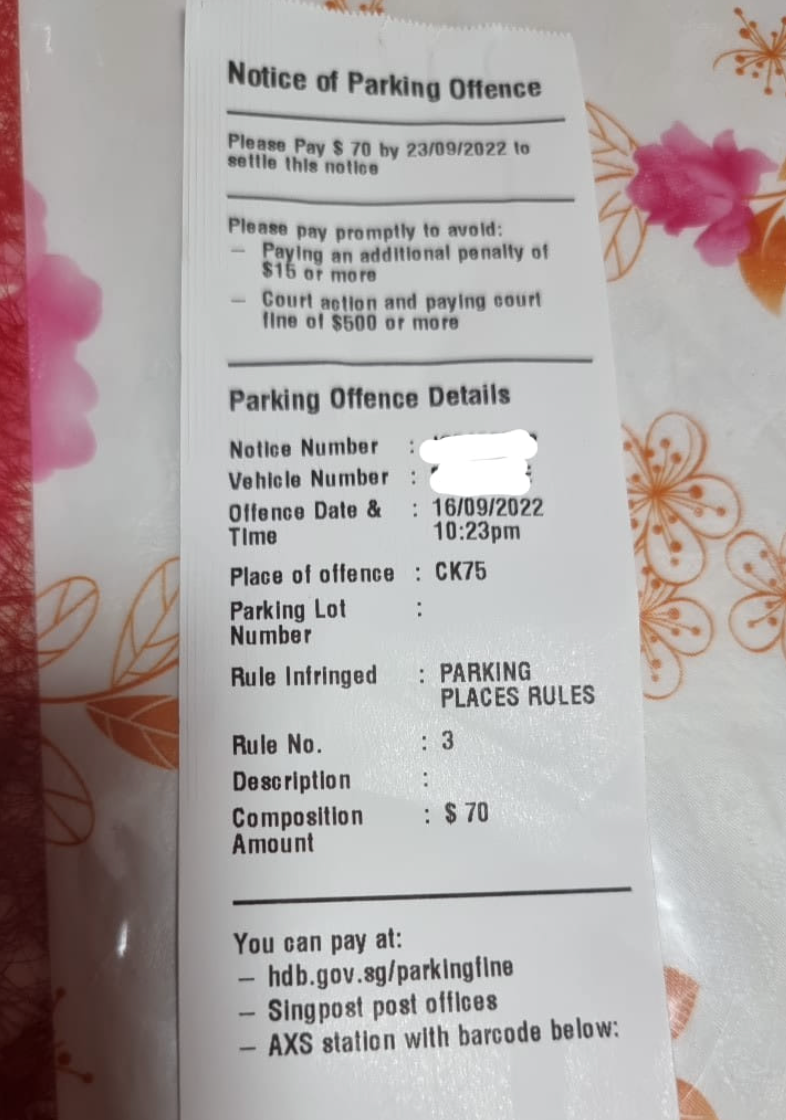 Notice of Parking Offence
Please Pay $ 70 by 23/09/2022 to
settle this notice
Please pay promptly to avoid:
– Paying an additional penalty of
$15 or more
– Court action and paying court
fine of $500 or more
Parking Offence Details
Notice Number :
Vehicle Number :
Offence Date & : 16/09/2022
Time 10:23pm
Place of offence : CK75
Parking Lot :
Number
Rule Infringed : PARKING
PLACES RULES
Rule No. : 3
Description :
Composition : $ 70
Amount
You can pay at:
– hdb.gov.sg/parkingfine
– Singpost post offices
– AXS station with barcode below: